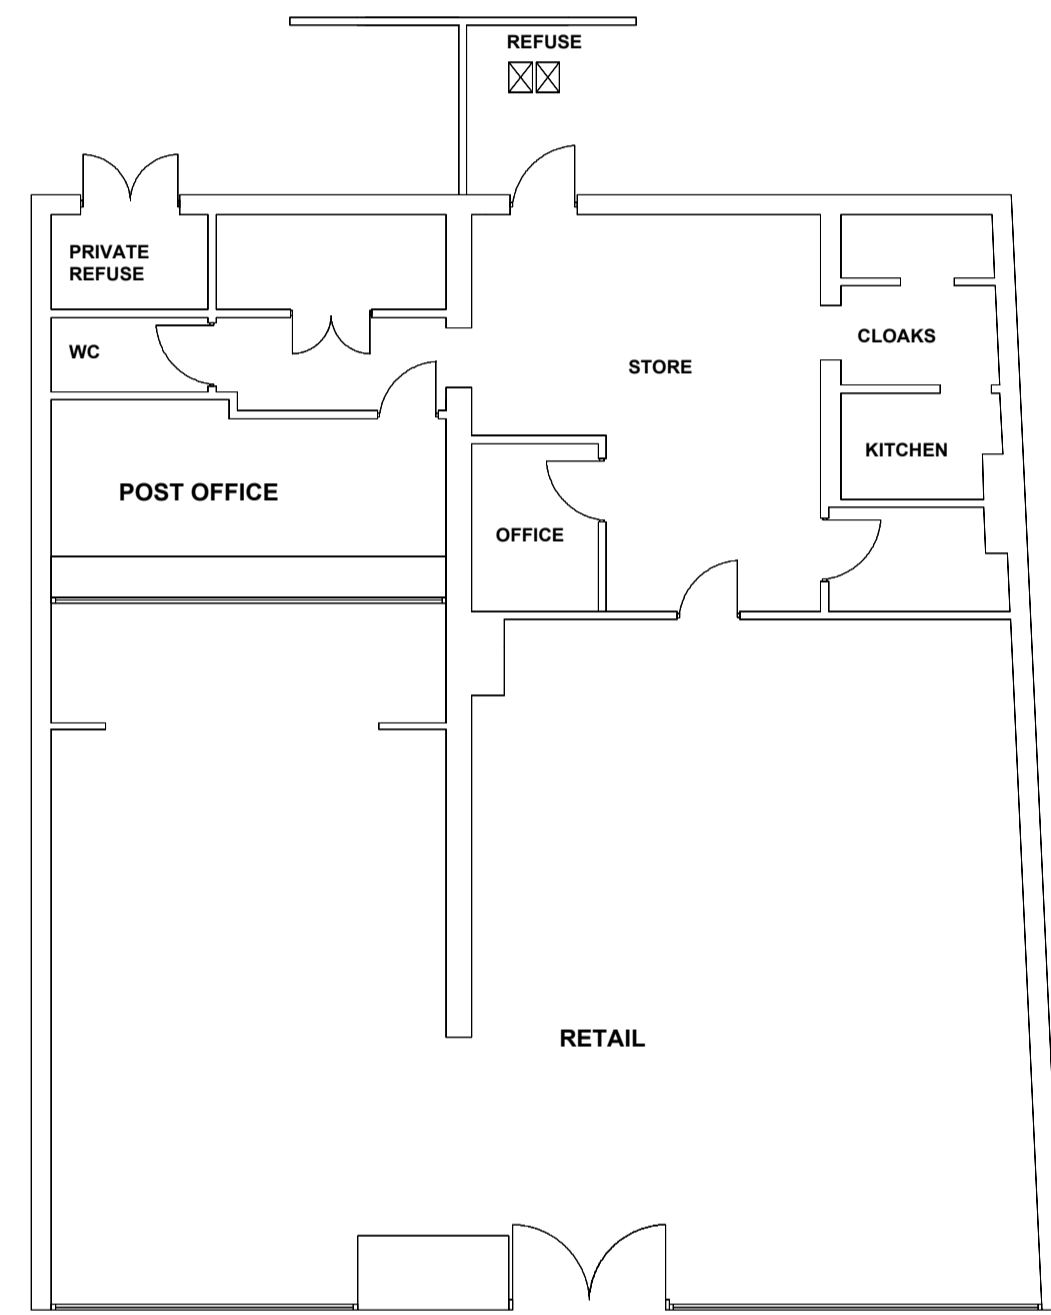 REFUSE
PRIVATE
REFUSE
WC
STORE
CLOAKS
KITCHEN
POST OFFICE
OFFICE
RETAIL